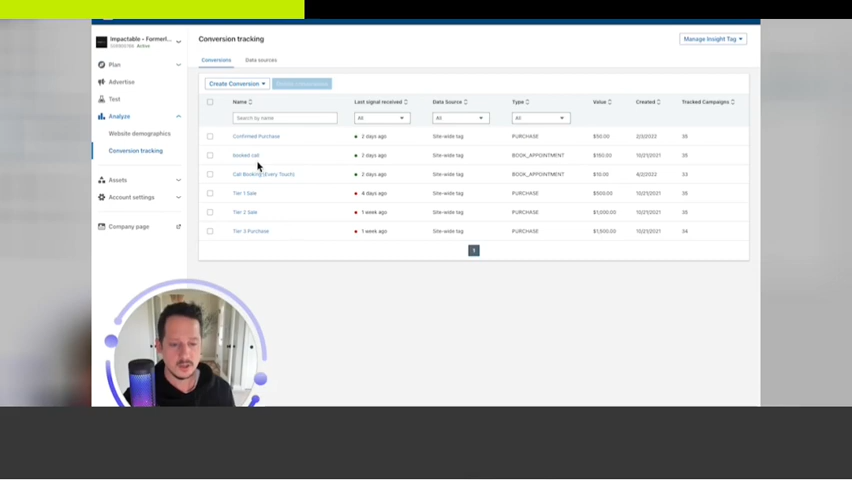 Impactable - Formerl...
Active
Plan
Advertise
Test
Analyze
Website demographics
Conversion tracking
Assets
Account settings
Company page
Conversion tracking
Manage Insight Tag
Conversions Data sources
Create Conversion
Name Last signal received Data Source Type Value Created Tracked Campaigns
Search by name All All All
Confirmed Purchase 2 days ago Site-wide tag PURCHASE $50.00 2/3/2022 35
booked call 2 days ago Site-wide tag BOOK_APPOINTMENT $150.00 10/21/2021 35
Call Booking (Every Touch) 2 days ago Site-wide tag BOOK_APPOINTMENT $10.00 4/2/2022 33
Tier 1 Sale 4 days ago Site-wide tag PURCHASE $500.00 10/21/2021 35
Tier 2 Sale 1 week ago Site-wide tag PURCHASE $1,000.00 10/21/2021 35
Tier 3 Purchase 1 week ago Site-wide tag PURCHASE $1,500.00 10/21/2021 34
1